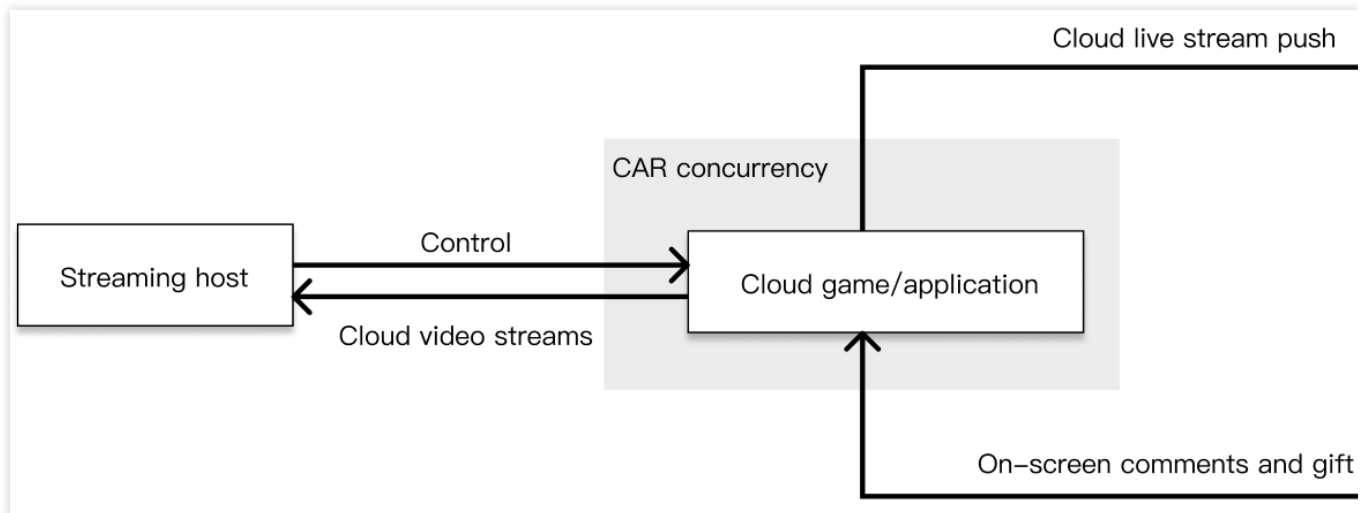 Cloud live stream push
CAR concurrency
Control
Streaming host
Cloud game/application
Cloud video streams
On-screen comments and gift